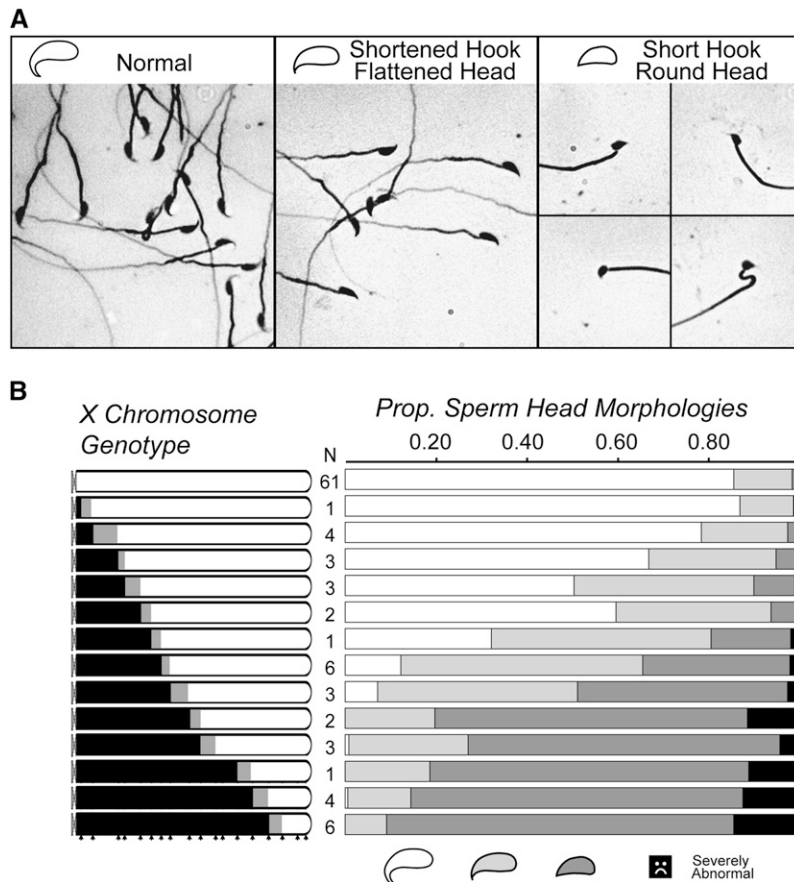 A
Normal
Shortened Hook
Flattened Head
Short Hook
Round Head
B
X Chromosome
Genotype
N
Prop. Sperm Head Morphologies
0.20 0.40 0.60 0.80
61
1
4
3
3
2
1
6
3
2
3
1
4
6
Severely
Abnormal